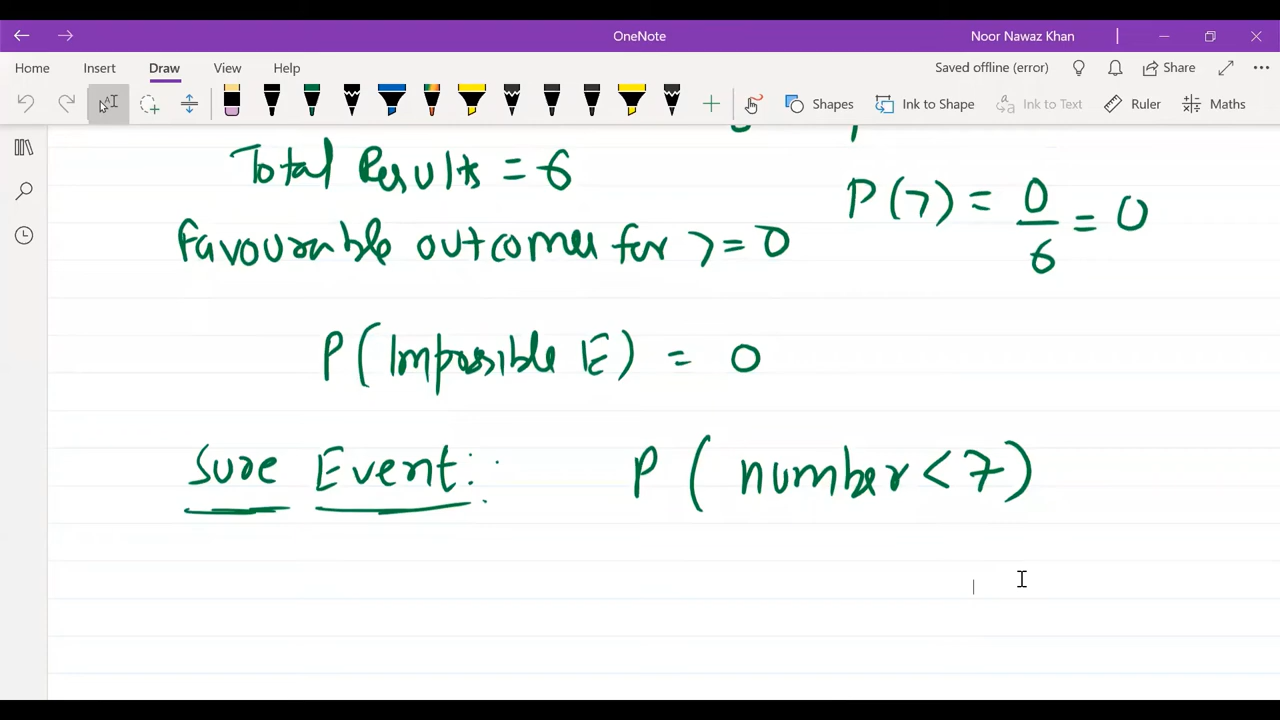 OneNote
Noor Nawaz Khan
Home Insert Draw View Help
Saved offline (error)
Share
Shapes Ink to Shape Ink to Text Ruler Maths
Total Results = 6
P(7) = 0/6 = 0
Favourable outcomes for 7 = 0
P(Impossible E) = 0
Sure Event:
P(number < 7)